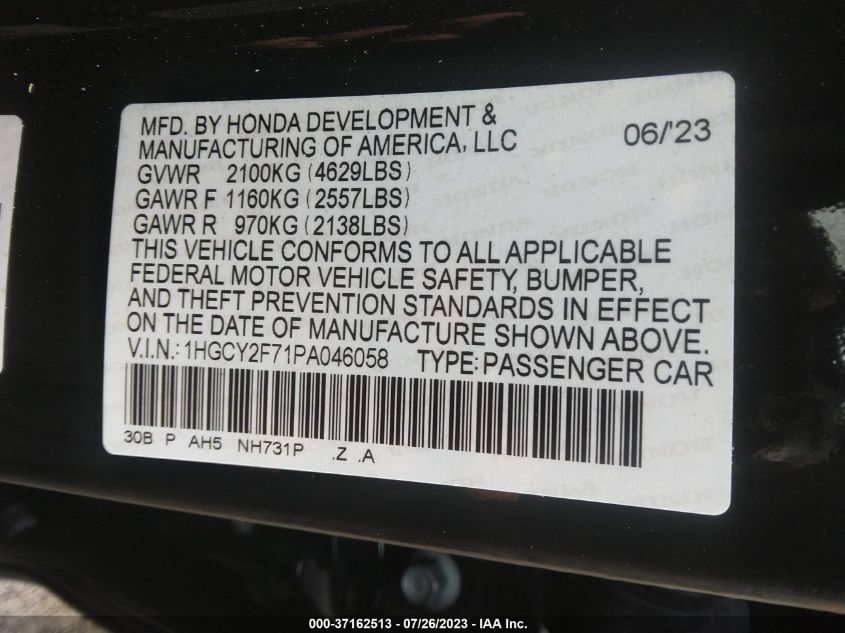 MFD. BY HONDA DEVELOPMENT &
MANUFACTURING OF AMERICA, LLC 06/'23
GVWR 2100KG (4629LBS)
GAWR F 1160KG (2557LBS)
GAWR R 970KG (2138LBS)
THIS VEHICLE CONFORMS TO ALL APPLICABLE
FEDERAL MOTOR VEHICLE SAFETY, BUMPER,
AND THEFT PREVENTION STANDARDS IN EFFECT
ON THE DATE OF MANUFACTURE SHOWN ABOVE.
V.I.N.: 1HGCY2F71PA046058 TYPE: PASSENGER CAR
30B P AH5 NH731P .Z .A
000-37162513 - 07/26/2023 - IAA Inc.